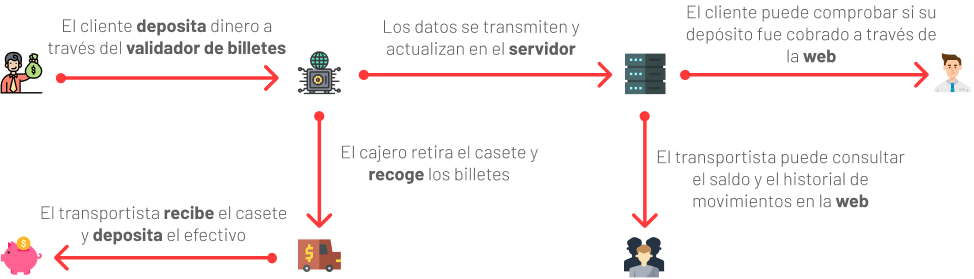 El cliente deposita dinero a
través del validador de billetes
Los datos se transmiten y
actualizan en el servidor
El cliente puede comprobar si su
depósito fue cobrado a través de
la web
El cajero retira el casete y
recoge los billetes
El transportista puede consultar
el saldo y el historial de
movimientos en la web
El transportista recibe el casete
y deposita el efectivo